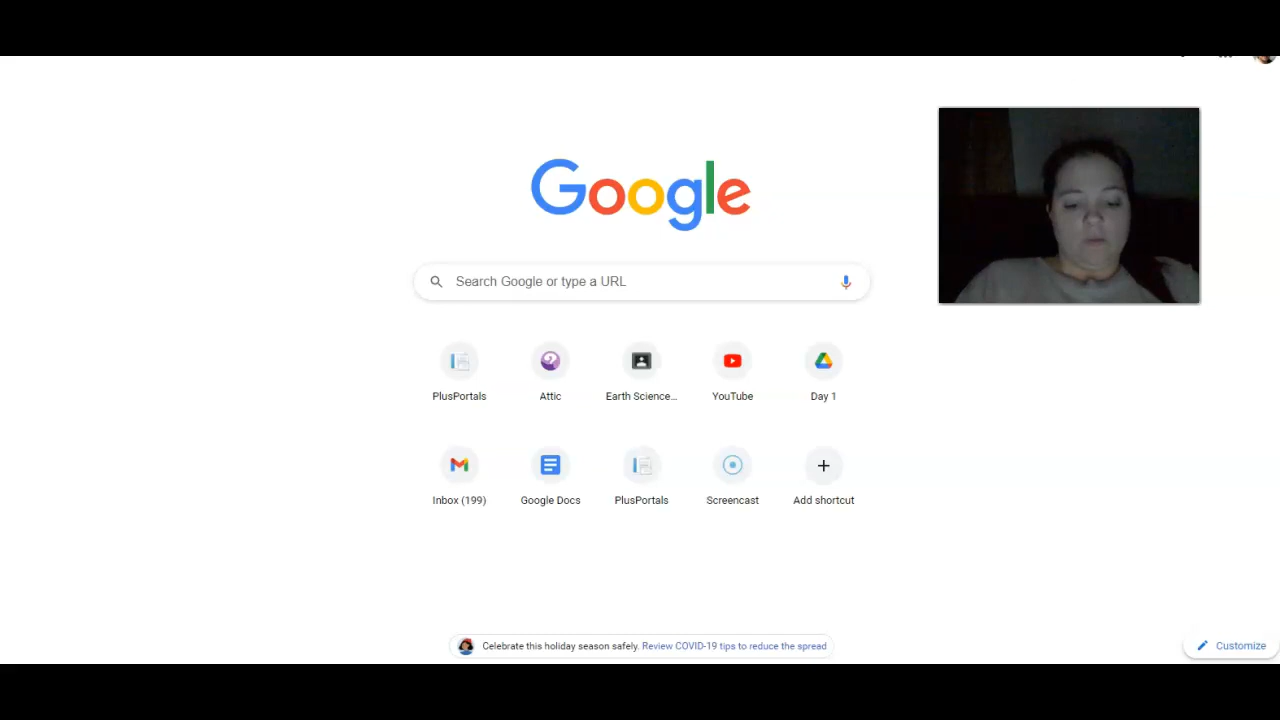 Google
Search Google or type a URL
PlusPortals
Attic
Earth Science...
YouTube
Day 1
Inbox (199)
Google Docs
PlusPortals
Screencast
Add shortcut
Celebrate this holiday season safely. Review COVID-19 tips to reduce the spread
Customize